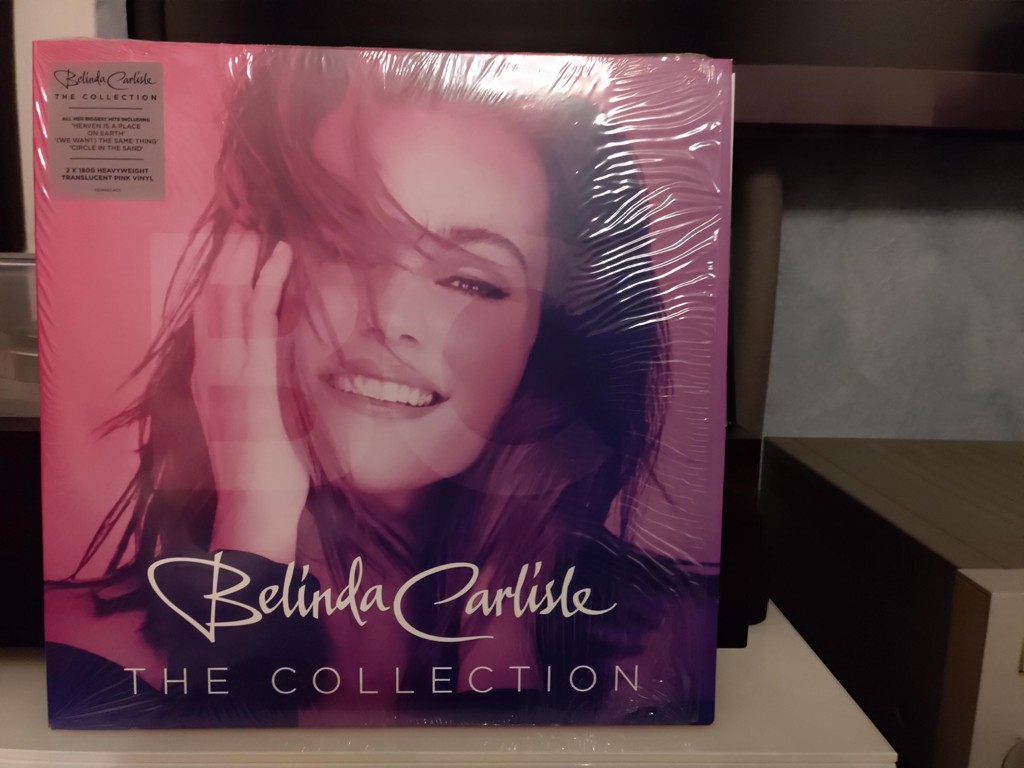 Belinda Carlisle
THE COLLECTION
ALL HER BIGGEST HITS INCLUDING
'HEAVEN IS A PLACE
ON EARTH'
'(WE WANT) THE SAME THING'
'CIRCLE IN THE SAND'
2 X 180G HEAVYWEIGHT
TRANSLUCENT PINK VINYL
Belinda Carlisle
THE COLLECTION